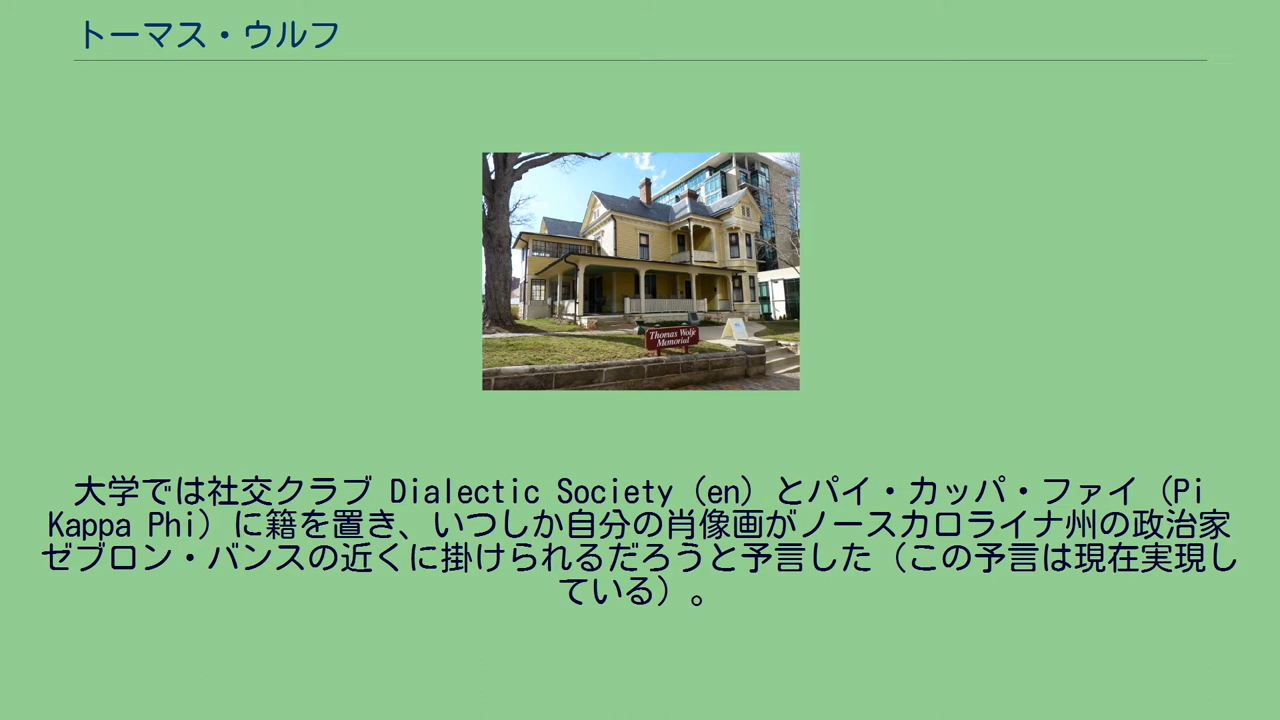 トーマス・ウルフ
Thomas Wolfe
Memorial
大学では社交クラブ Dialectic Society（en）とパイ・カッパ・ファイ（Pi
Kappa Phi）に籍を置き、いつしか自分の肖像画がノースカロライナ州の政治家
ゼブロン・バンスの近くに掛けられるだろうと予言した（この予言は現在実現し
ている）。